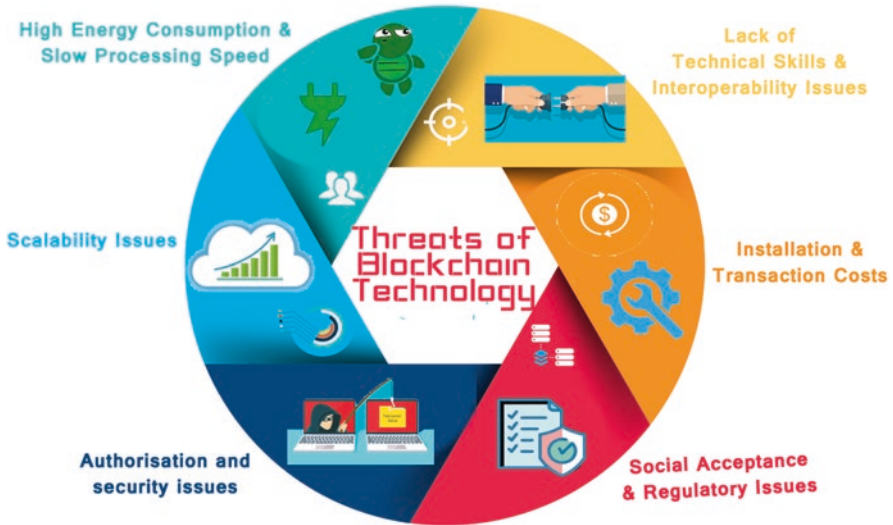 High Energy Consumption &
Slow Processing Speed
Lack of
Technical Skills &
Interoperability Issues
Scalability Issues
Threats of
Blockchain
Technology
$
Installation &
Transaction Costs
Authorisation and
security issues
Social Acceptance
& Regulatory Issues